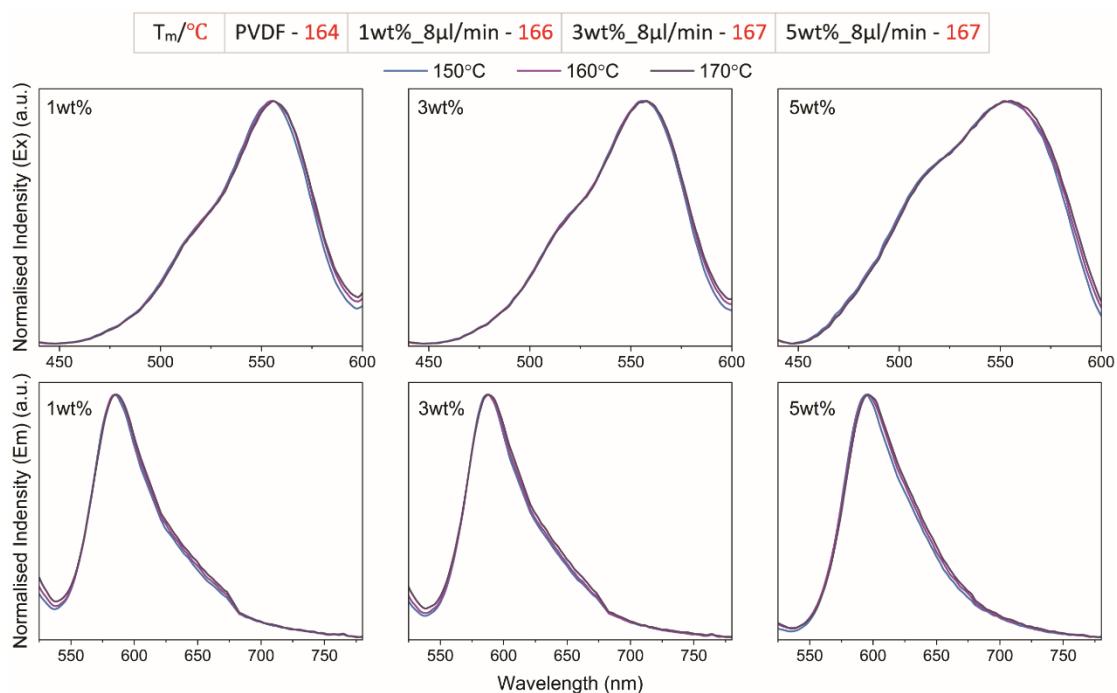 Tm/°C PVDF - 164 1wt%_8µl/min - 166 3wt%_8µl/min - 167 5wt%_8µl/min - 167
150°C 160°C 170°C
Normalised Indensity (Ex) (a.u.)
1wt% 3wt% 5wt%
450 500 550 600 450 500 550 600 450 500 550 600
Normalised Indensity (Em) (a.u.)
1wt% 3wt% 5wt%
550 600 650 700 750 550 600 650 700 750 550 600 650 700 750
Wavelength (nm)